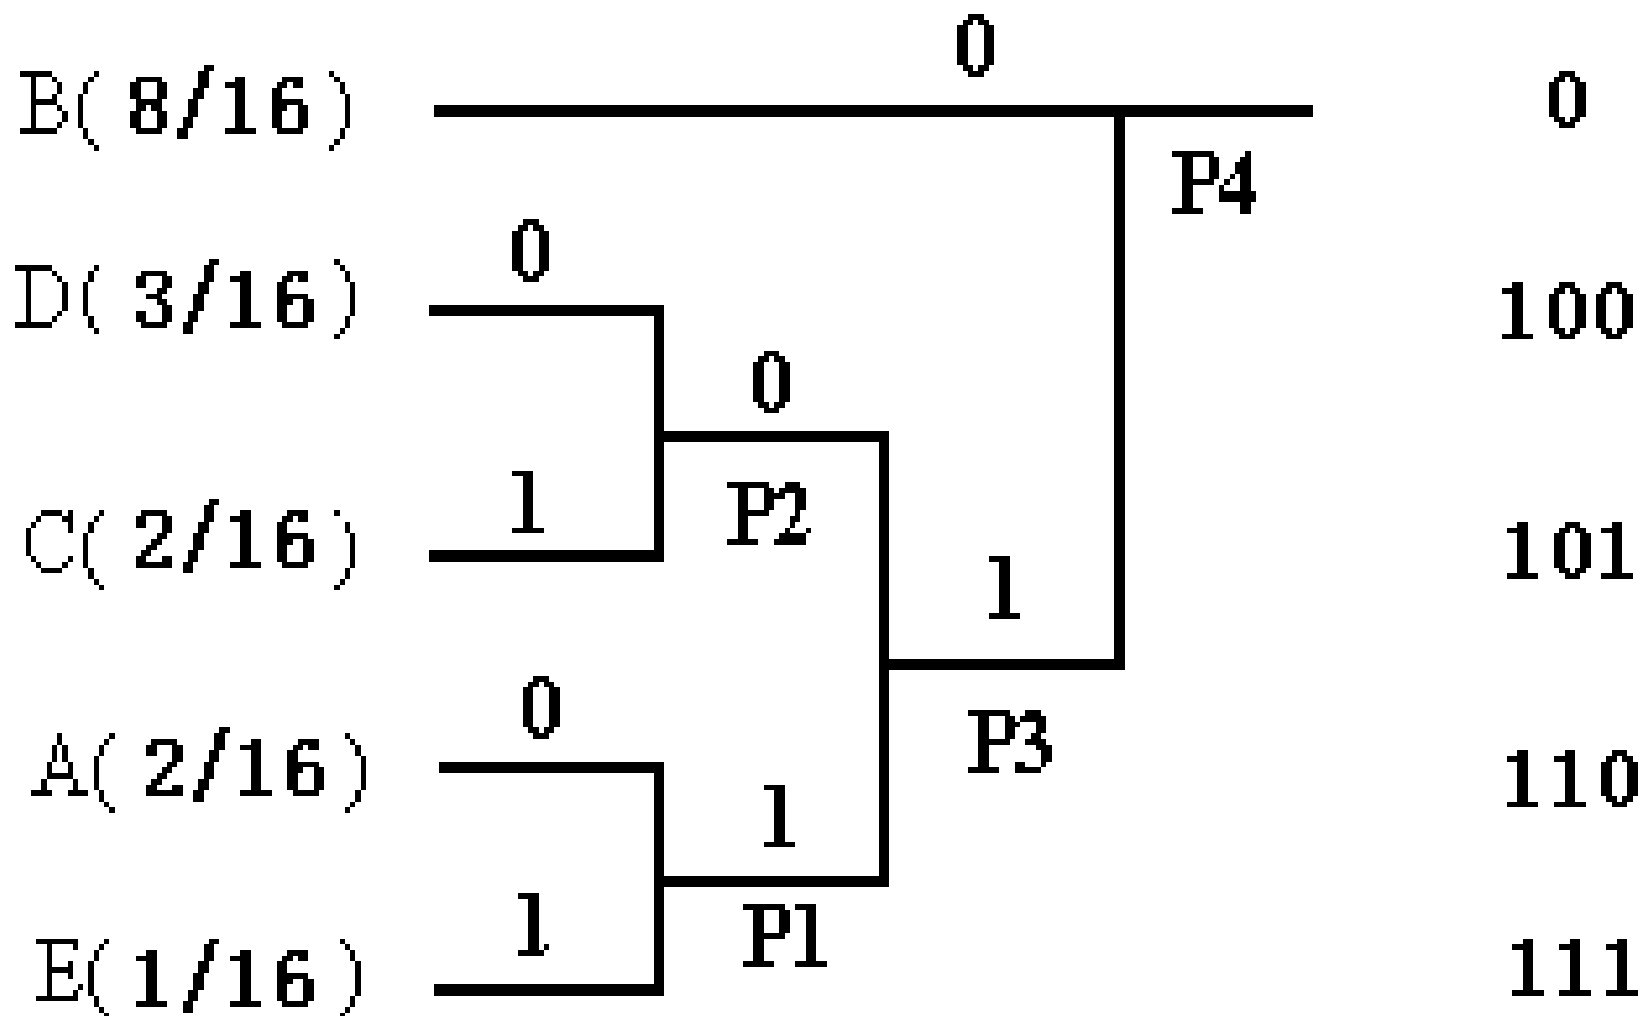 0
B( 8/16 ) 0
P4
0
D( 3/16 ) 100
0
1 P2
C( 2/16 ) 101
1
0
A( 2/16 ) P3 110
1
1 P1
E( 1/16 ) 111